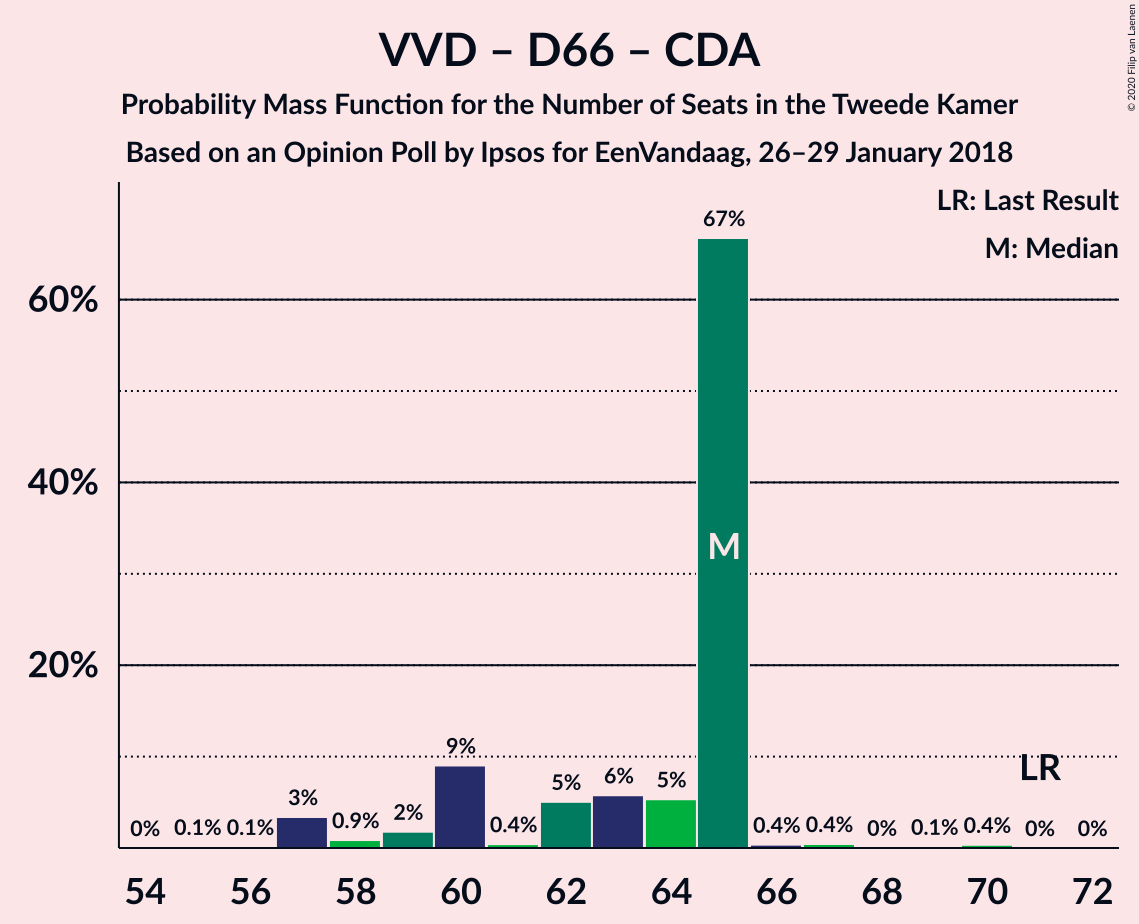 VVD – D66 – CDA
Probability Mass Function for the Number of Seats in the Tweede Kamer
Based on an Opinion Poll by Ipsos for EenVandaag, 26–29 January 2018
© 2020 Filip van Laenen
LR: Last Result
M: Median
60%
40%
20%
0% 0.1% 0.1% 3% 0.9% 2% 9% 0.4% 5% 6% 5% 67% 0.4% 0.4% 0% 0.1% 0.4% 0% 0%
M
LR
54 56 58 60 62 64 66 68 70 72